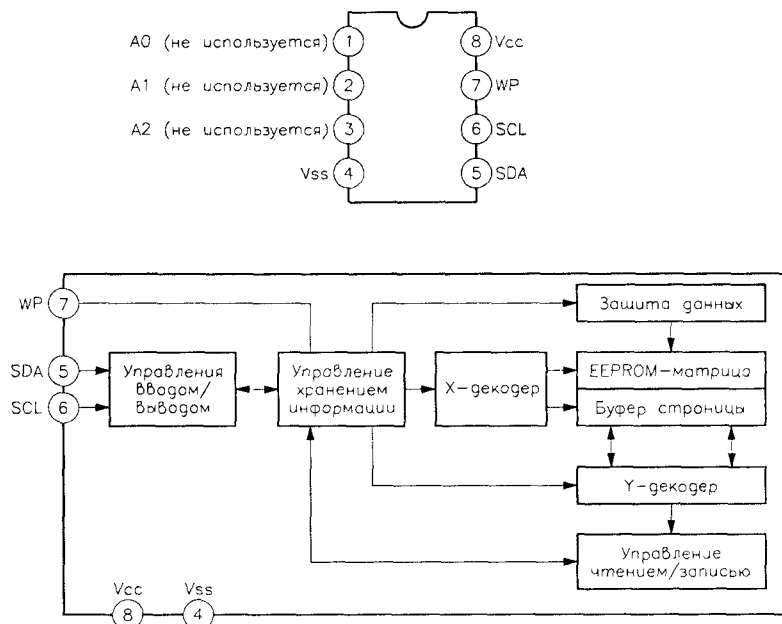 A0 (не используется) 1
8 Vcc
A1 (не используется) 2
7 WP
A2 (не используется) 3
6 SCL
Vss 4
5 SDA
WP 7
Защита данных
SDA 5
SCL 6
Управления
вводом/
выводом
Управление
хранением
информации
X-декодер
EEPROM-матрица
Буфер страницы
Y-декодер
Управление
чтением/записью
Vcc
8
Vss
4